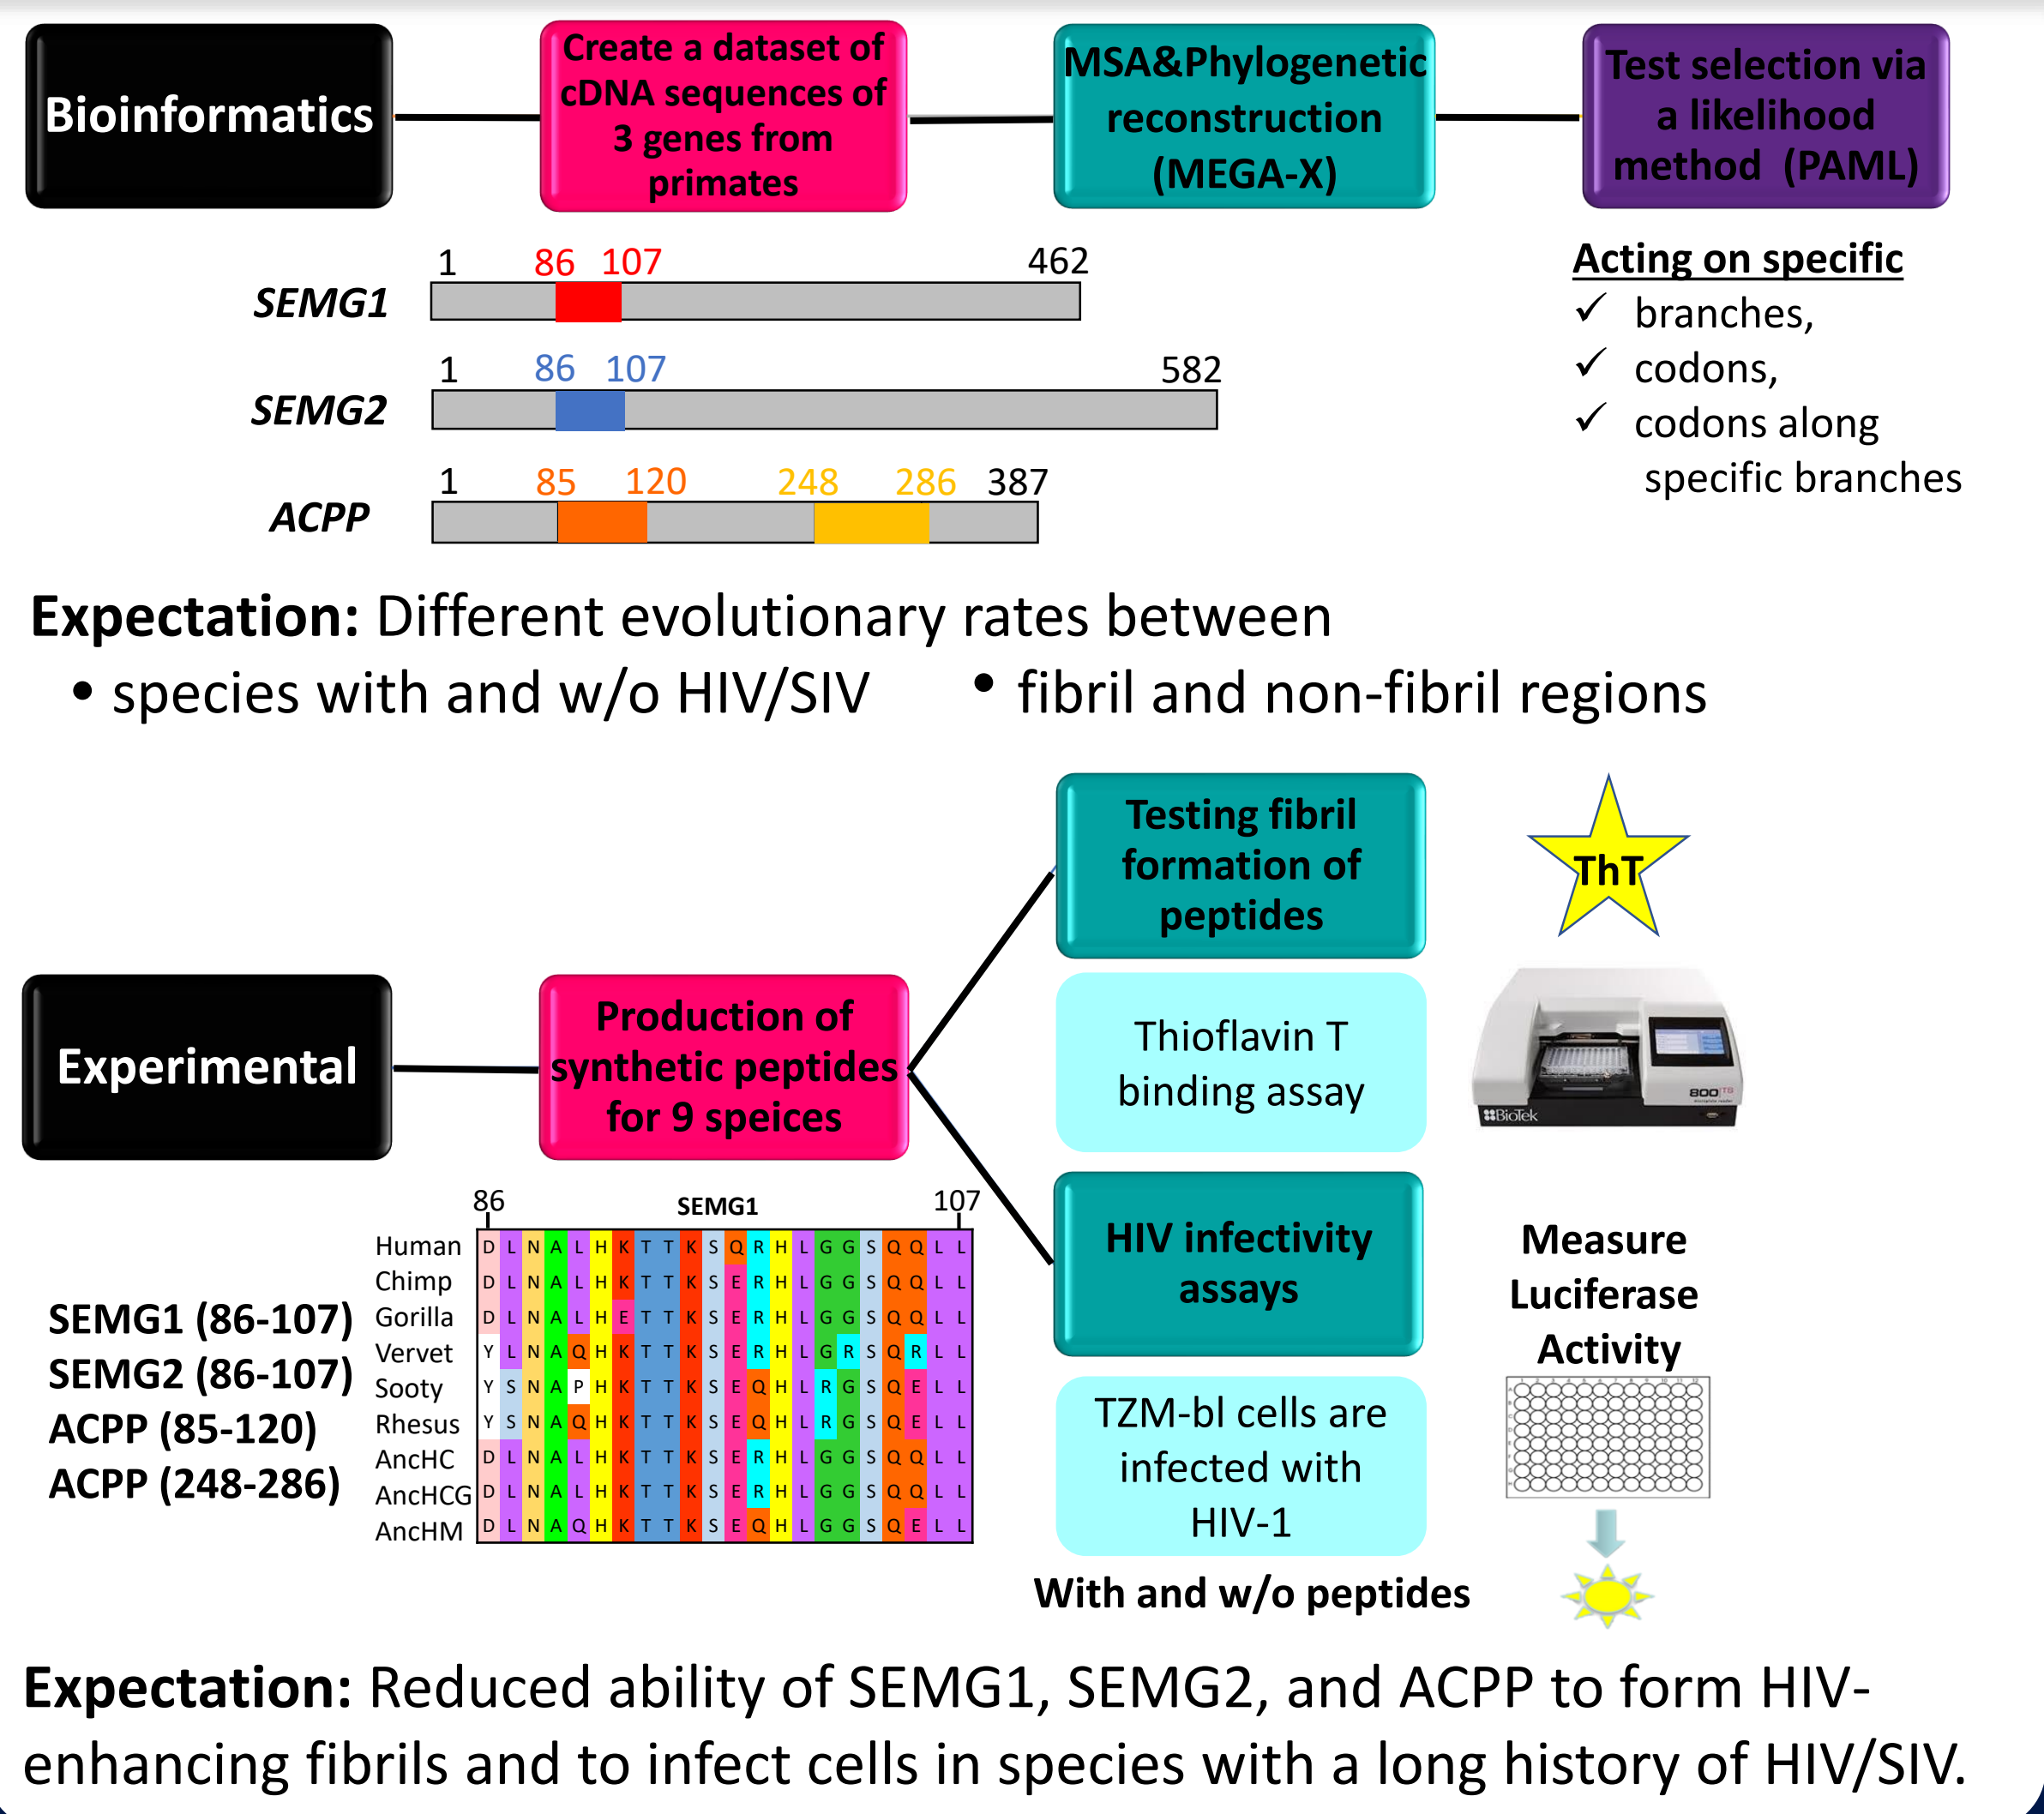 Bioinformatics
Create a dataset of
cDNA sequences of
3 genes from
primates
MSA&Phylogenetic
reconstruction
(MEGA-X)
Test selection via
a likelihood
method (PAML)
1 86 107 462
SEMG1
1 86 107 582
SEMG2
1 85 120 248 286 387
ACPP
Acting on specific
✓ branches,
✓ codons,
✓ codons along
specific branches
Expectation: Different evolutionary rates between
• species with and w/o HIV/SIV • fibril and non-fibril regions
Experimental
Production of
synthetic peptides
for 9 speices
Testing fibril
formation of
peptides
ThT
Thioflavin T
binding assay
800 TS
BioTek
HIV infectivity
assays
TZM-bl cells are
infected with
HIV-1
With and w/o peptides
Measure
Luciferase
Activity
SEMG1 (86-107)
SEMG2 (86-107)
ACPP (85-120)
ACPP (248-286)
86 SEMG1 107
Human D L N A L H K T T K S Q R H L G G S Q Q L L
Chimp D L N A L H K T T K S E R H L G G S Q Q L L
Gorilla D L N A L H E T T K S E R H L G G S Q Q L L
Vervet Y L N A Q H K T T K S E R H L G R S Q R L L
Sooty Y S N A P H K T T K S E Q H L R G S Q E L L
Rhesus Y S N A Q H K T T K S E Q H L R G S Q E L L
AncHC D L N A L H K T T K S E R H L G G S Q Q L L
AncHCG D L N A L H K T T K S E R H L G G S Q Q L L
AncHM D L N A Q H K T T K S E Q H L G G S Q E L L
Expectation: Reduced ability of SEMG1, SEMG2, and ACPP to form HIV-
enhancing fibrils and to infect cells in species with a long history of HIV/SIV.